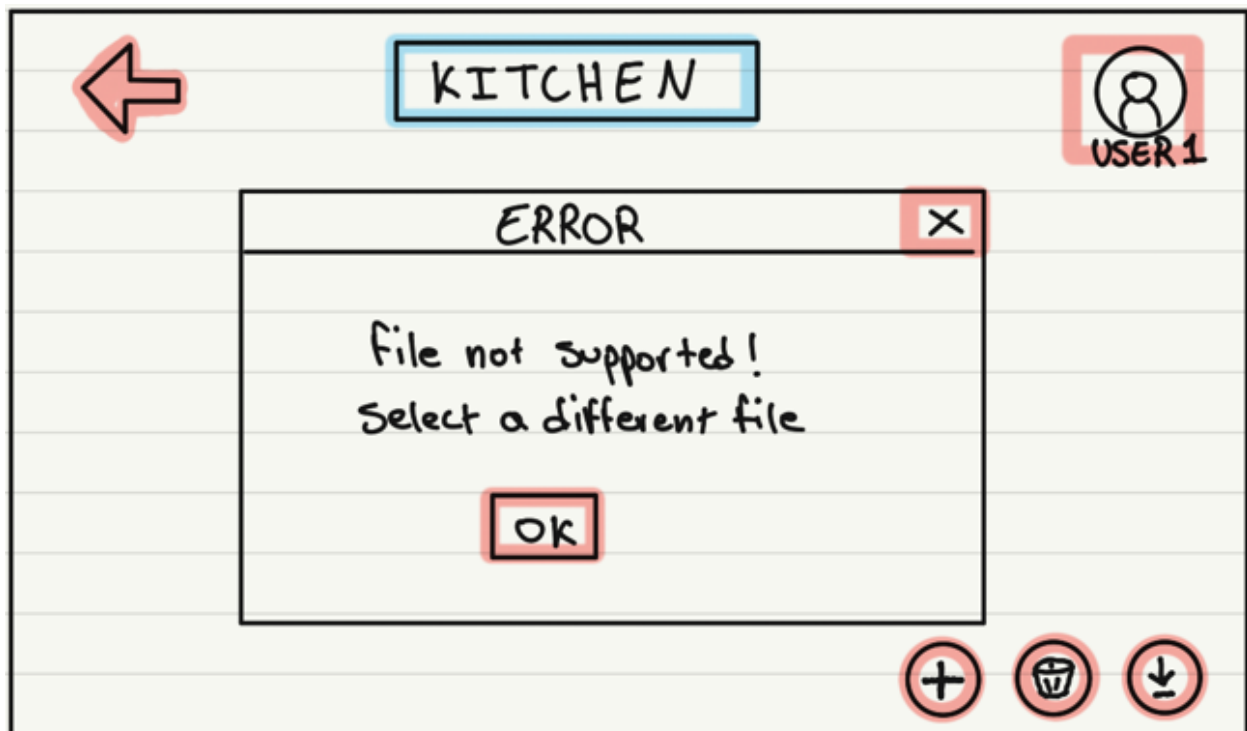 KITCHEN
USER 1
ERROR
X
file not supported!
Select a different file
OK